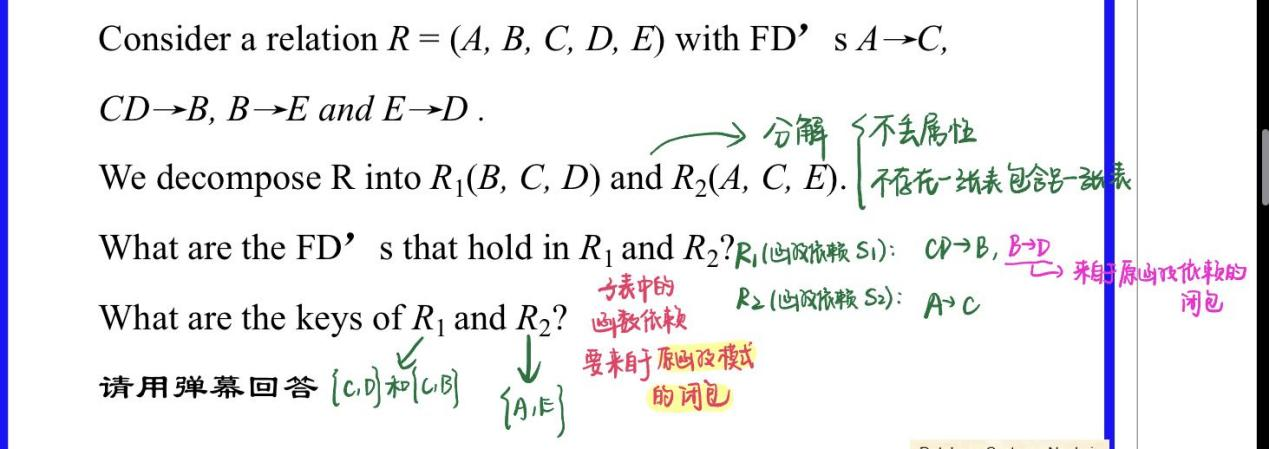 Consider a relation R = (A, B, C, D, E) with FD’ s A→C,
CD→B, B→E and E→D .
分解 { 不丢属性
不存在一张表包含另一张表
We decompose R into R₁(B, C, D) and R₂(A, C, E).
What are the FD’ s that hold in R₁ and R₂?
R₁(函数依赖 S₁): CD→B, B→D
来自原函数依赖的
闭包
R₂(函数依赖 S₂): A→C
What are the keys of R₁ and R₂?
子表中的
函数依赖
要来自于原函数模式
的闭包
请用弹幕回答 {C,D}和{C,B}
{A,E}